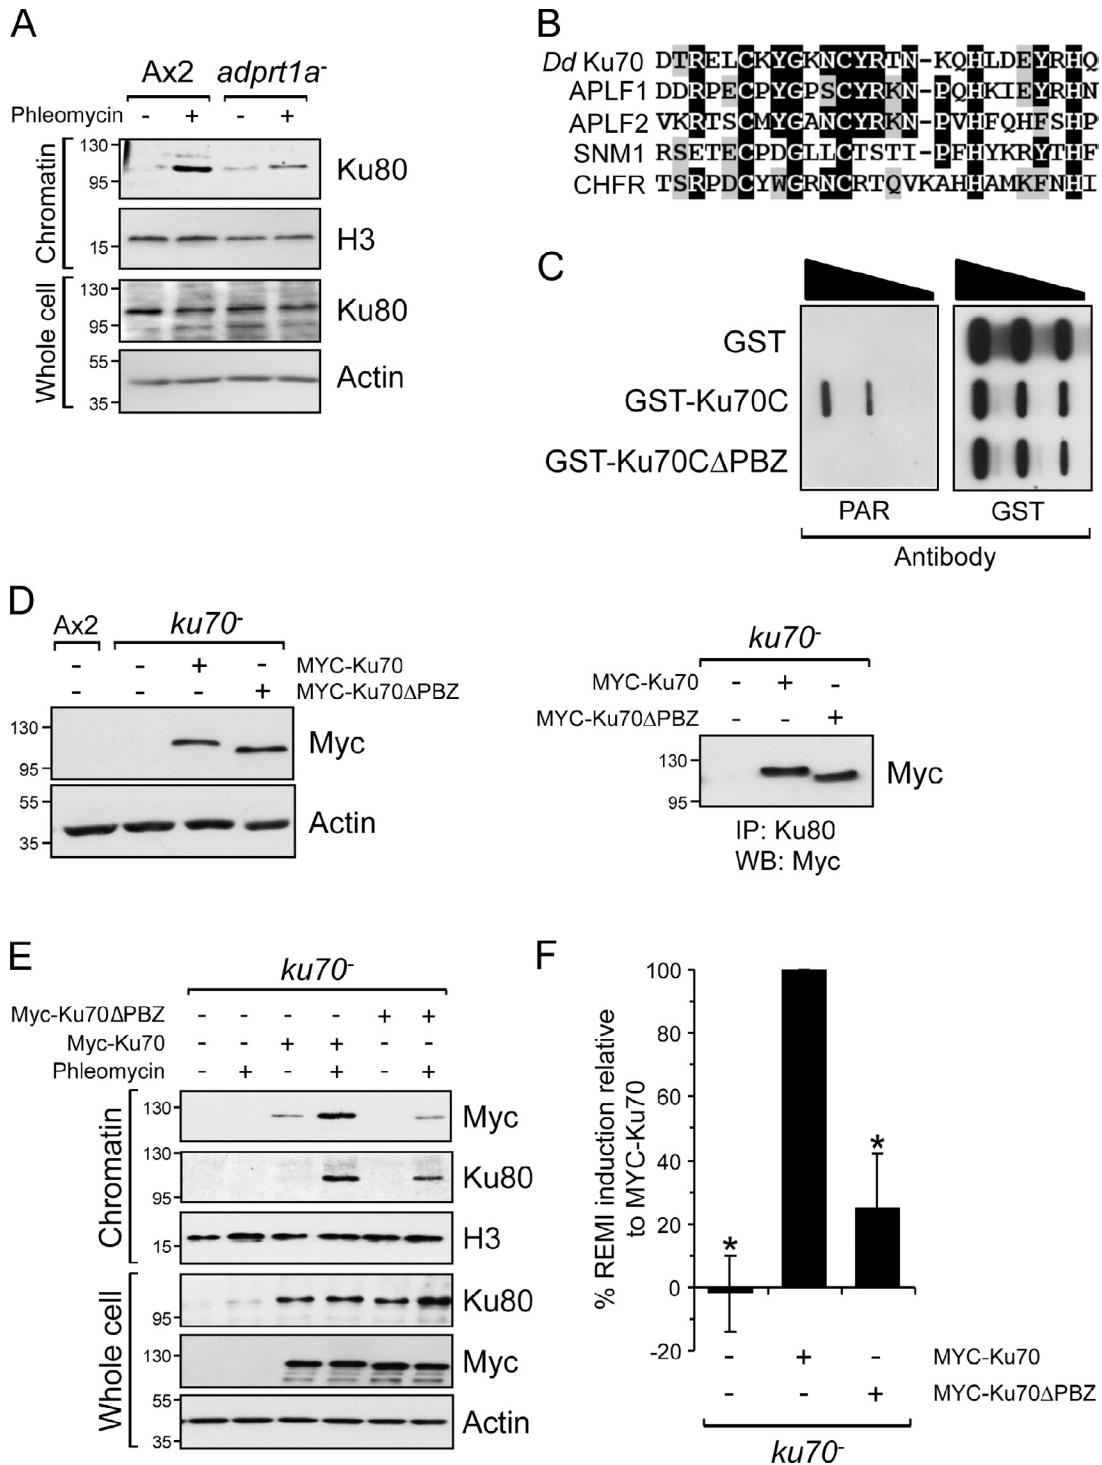 A
Ax2 adprt1a-
Phleomycin - + - +
Chromatin
130
95
Ku80
15
H3
Whole cell
130
95
Ku80
55
35
Actin
B
Dd Ku70 DTRELCKYGKNCYRTN-KQHLDEYRHQ
APLF1 DDRPECPYGPSCYRKN-PQHKIEYRHN
APLF2 VKRTSCMYGANCYRKN-PVHFQHFSHP
SNM1 RSETECPDGLLCTSTI-PFHYKRYTHF
CHFR TSRPDCYWGRNCRTQVKAHHAMKFNHI
C
GST
GST-Ku70C
GST-Ku70CΔPBZ
PAR GST
Antibody
D
Ax2 ku70-
- - + - MYC-Ku70
- - - + MYC-Ku70ΔPBZ
130
95
Myc
55
35
Actin
ku70-
MYC-Ku70 - + -
MYC-Ku70ΔPBZ - - +
130
95
Myc
IP: Ku80
WB: Myc
E
ku70-
Myc-Ku70ΔPBZ - - - - + +
Myc-Ku70 - - + + - -
Phleomycin - + - + - +
Chromatin
130
Myc
130
95
Ku80
15
H3
Whole cell
95
Ku80
130
Myc
55
35
Actin
F
% REMI induction relative
to MYC-Ku70
100
80
60
40
20
0
-20
*
*
- + - MYC-Ku70
- - + MYC-Ku70ΔPBZ
ku70-